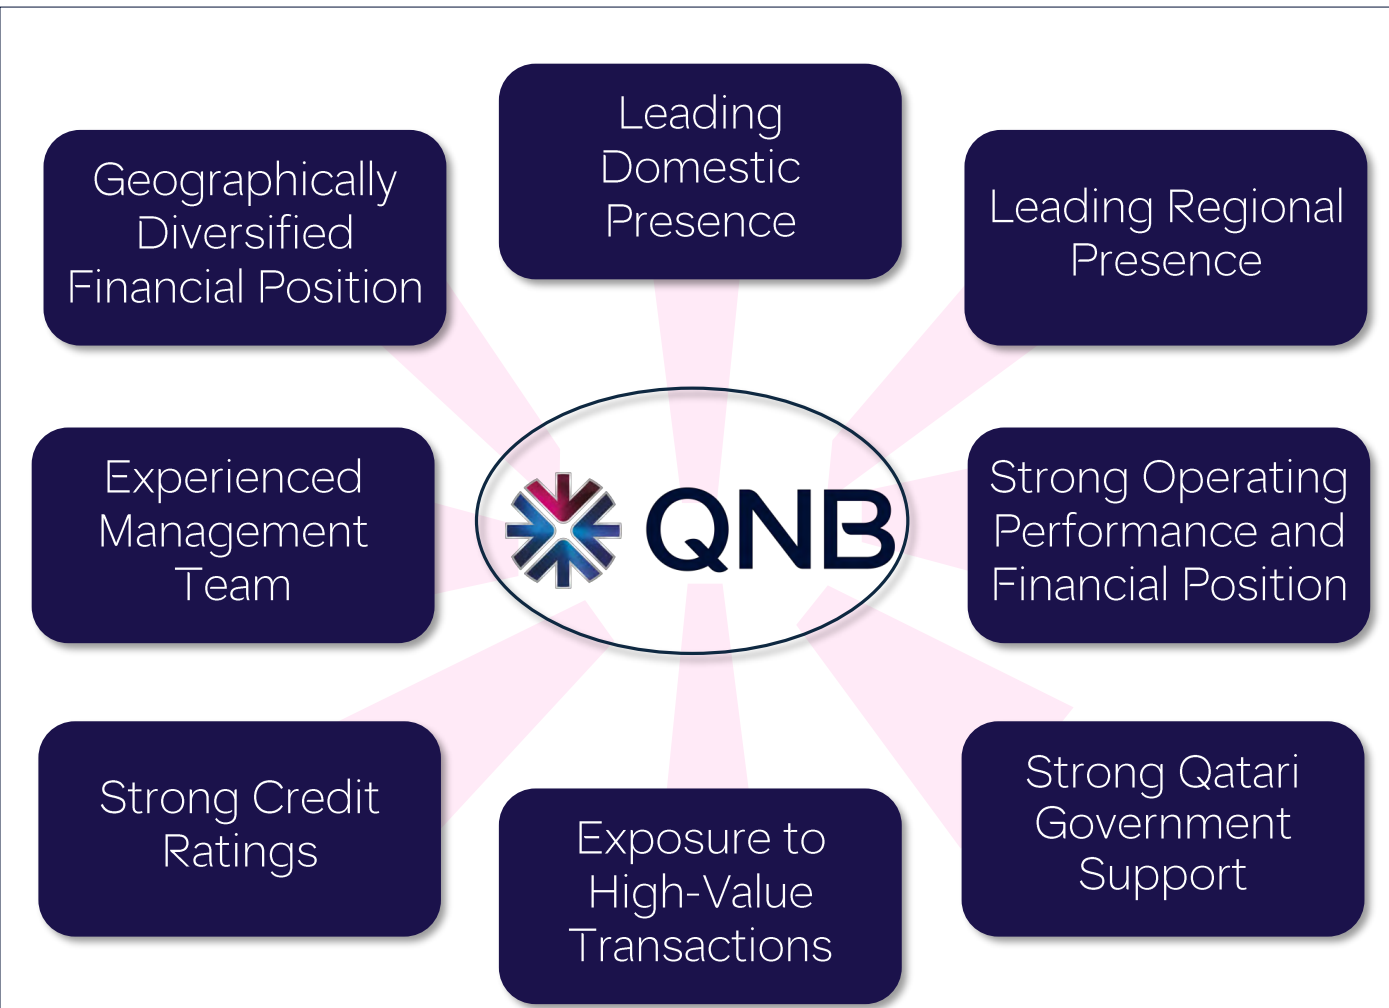 Leading
Domestic
Presence
Geographically
Diversified
Financial Position
Leading Regional
Presence
Experienced
Management
Team
QNB
Strong Operating
Performance and
Financial Position
Strong Credit
Ratings
Exposure to
High-Value
Transactions
Strong Qatari
Government
Support